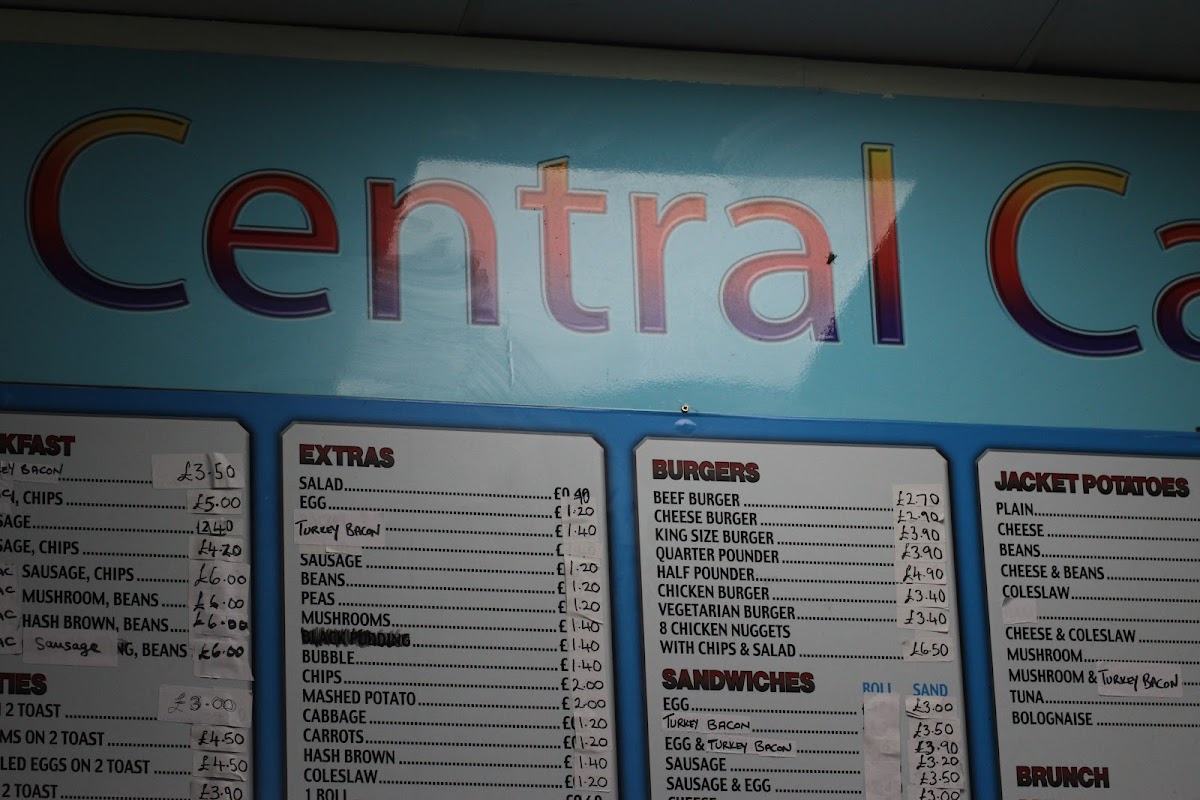 Central Ca
KFAST
EY BACON £3.50
, CHIPS £5.00
SAGE
SAGE, CHIPS £4.20
SAUSAGE, CHIPS £6.00
MUSHROOM, BEANS £6.00
HASH BROWN, BEANS £6.00
Sausage NG, BEANS £6.00
TIES
£3.00
2 TOAST
MS ON 2 TOAST £4.50
LED EGGS ON 2 TOAST £4.50
2 TOAST £3.90
EXTRAS
SALAD £0.90
EGG £1.20
TURKEY BACON £1.40
SAUSAGE £1.20
BEANS £1.20
PEAS £1.20
MUSHROOMS £1.40
BLACK PUDDING £1.40
BUBBLE £1.40
CHIPS £2.00
MASHED POTATO £2.00
CABBAGE £1.20
CARROTS £1.20
HASH BROWN £1.40
COLESLAW £1.20
1 ROLL
BURGERS
BEEF BURGER £2.70
CHEESE BURGER £2.90
KING SIZE BURGER £3.90
QUARTER POUNDER £3.90
HALF POUNDER £4.90
CHICKEN BURGER £3.40
VEGETARIAN BURGER £3.40
8 CHICKEN NUGGETS
WITH CHIPS & SALAD £6.50
SANDWICHES ROLL SAND
EGG £3.00
TURKEY BACON £3.50
EGG & TURKEY BACON £3.90
SAUSAGE £3.20
SAUSAGE & EGG £3.50
CHEESE £3.00
JACKET POTATOES
PLAIN
CHEESE
BEANS
CHEESE & BEANS
COLESLAW
CHEESE & COLESLAW
MUSHROOM
MUSHROOM & TURKEY BACON
TUNA
BOLOGNAISE
BRUNCH